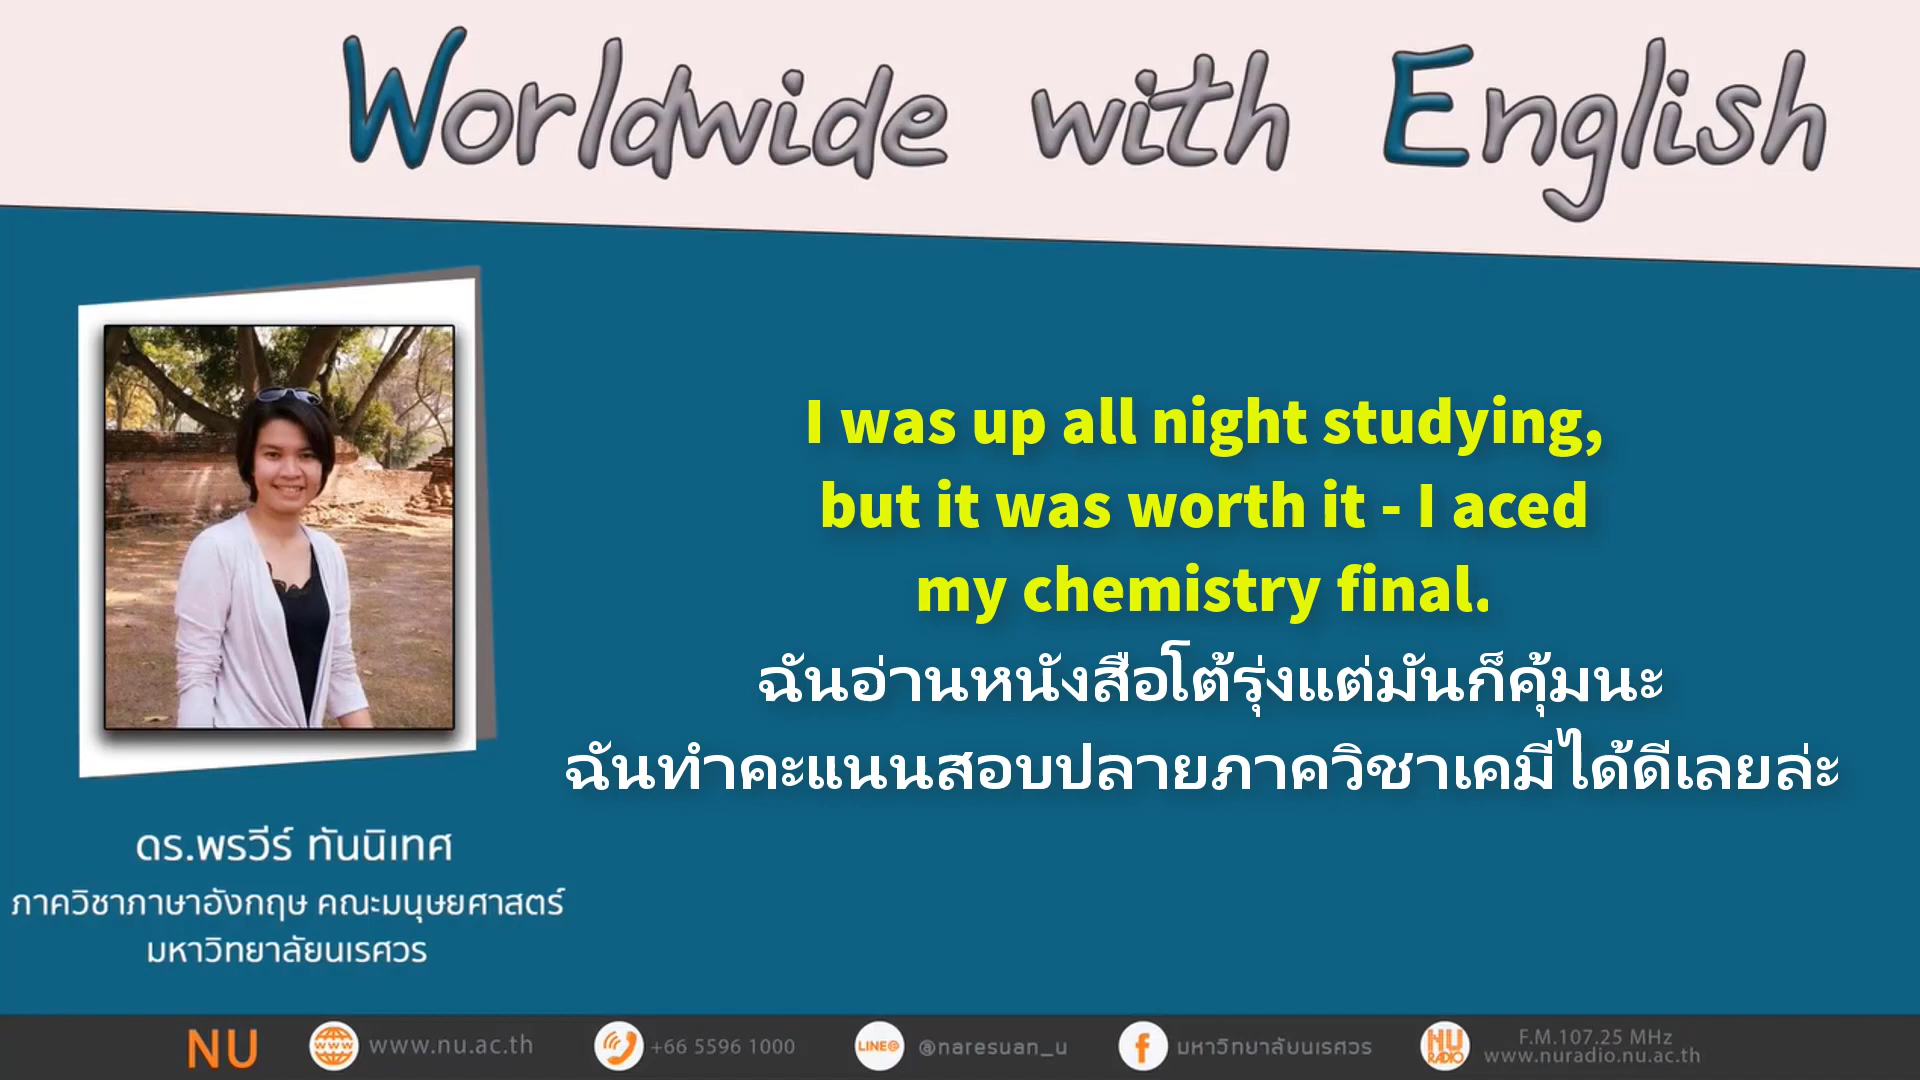 Worldwide with English
I was up all night studying,
but it was worth it - I aced
my chemistry final.
ฉันอ่านหนังสือโต้รุ่งแต่มันก็คุ้มนะ
ฉันทำคะแนนสอบปลายภาควิชาเคมีได้ดีเลยล่ะ
ดร.พรวีร์ ทันนิเทศ
ภาควิชาภาษาอังกฤษ คณะมนุษยศาสตร์
มหาวิทยาลัยนเรศวร
NU www www.nu.ac.th +66 5596 1000 LINE@ @naresuan_u f มหาวิทยาลัยนเรศวร NU RADIO F.M.107.25 MHz
www.nuradio.nu.ac.th